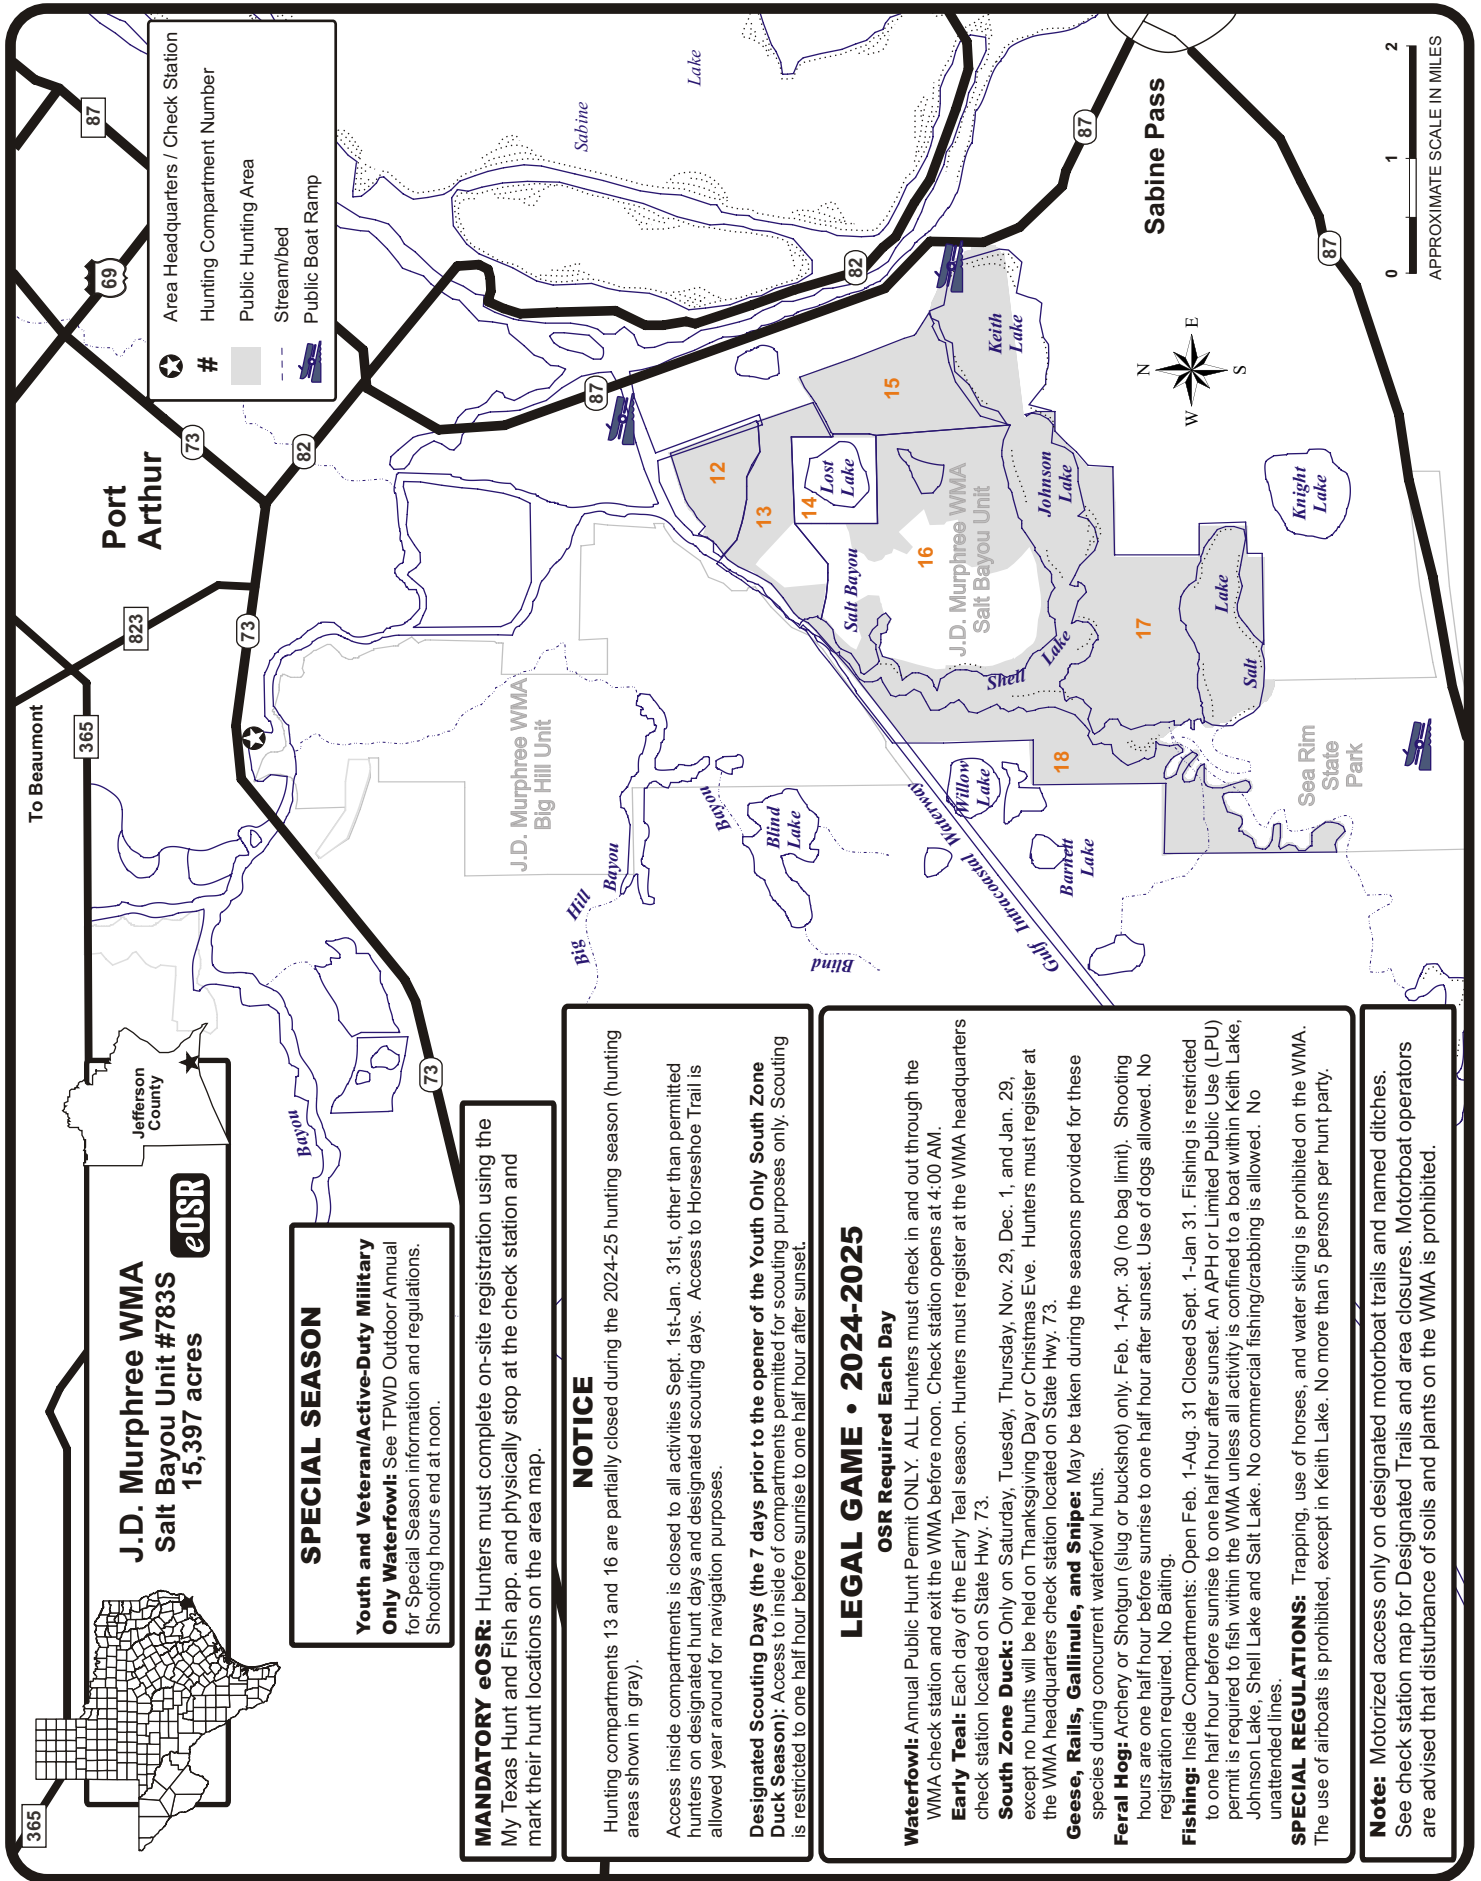 J.D. Murphree WMA
Salt Bayou Unit #783S
15,397 acres
eOSR
Jefferson
County
SPECIAL SEASON
Youth and Veteran/Active-Duty Military
Only Waterfowl: See TPWD Outdoor Annual
for Special Season information and regulations.
Shooting hours end at noon.
MANDATORY eOSR: Hunters must complete on-site registration using the
My Texas Hunt and Fish app. and physically stop at the check station and
mark their hunt locations on the area map.
NOTICE
Hunting compartments 13 and 16 are partially closed during the 2024-25 hunting season (hunting
areas shown in gray).
Access inside compartments is closed to all activities Sept. 1st-Jan. 31st, other than permitted
hunters on designated hunt days and designated scouting days. Access to Horseshoe Trail is
allowed year around for navigation purposes.
Designated Scouting Days (the 7 days prior to the opener of the Youth Only South Zone
Duck Season): Access to inside of compartments permitted for scouting purposes only. Scouting
is restricted to one half hour before sunrise to one half hour after sunset.
LEGAL GAME • 2024-2025
OSR Required Each Day
Waterfowl: Annual Public Hunt Permit ONLY. ALL Hunters must check in and out through the
WMA check station and exit the WMA before noon. Check station opens at 4:00 AM.
Early Teal: Each day of the Early Teal season. Hunters must register at the WMA headquarters
check station located on State Hwy. 73.
South Zone Duck: Only on Saturday, Tuesday, Thursday, Nov. 29, Dec. 1, and Jan. 29,
except no hunts will be held on Thanksgiving Day or Christmas Eve. Hunters must register at
the WMA headquarters check station located on State Hwy. 73.
Geese, Rails, Gallinule, and Snipe: May be taken during the seasons provided for these
species during concurrent waterfowl hunts.
Feral Hog: Archery or Shotgun (slug or buckshot) only. Feb. 1-Apr. 30 (no bag limit). Shooting
hours are one half hour before sunrise to one half hour after sunset. Use of dogs allowed. No
registration required. No Baiting.
Fishing: Inside Compartments: Open Feb. 1-Aug. 31 Closed Sept. 1-Jan 31. Fishing is restricted
to one half hour before sunrise to one half hour after sunset. An APH or Limited Public Use (LPU)
permit is required to fish within the WMA unless all activity is confined to a boat within Keith Lake,
Johnson Lake, Shell Lake and Salt Lake. No commercial fishing/crabbing is allowed. No
unattended lines.
SPECIAL REGULATIONS: Trapping, use of horses, and water skiing is prohibited on the WMA.
The use of airboats is prohibited, except in Keith Lake. No more than 5 persons per hunt party.
Note: Motorized access only on designated motorboat trails and named ditches.
See check station map for Designated Trails and area closures. Motorboat operators
are advised that disturbance of soils and plants on the WMA is prohibited.
365
To Beaumont
365
823
73
73
Bayou
Port
Arthur
73
82
69
87
Area Headquarters / Check Station
# Hunting Compartment Number
Public Hunting Area
Stream/bed
Public Boat Ramp
J.D. Murphree WMA
Big Hill Unit
Big
Hill
Bayou
Blind
Bayou
Blind
Lake
Gulf Intracoastal Waterway
Willow
Lake
Barnett
Lake
87
12
13
14
Lost
Lake
15
16
Salt Bayou
J.D. Murphree WMA
Salt Bayou Unit
Shell
Lake
Johnson
Lake
17
18
Salt
Lake
Sea Rim
State
Park
Knight
Lake
Keith
Lake
82
Sabine
Lake
87
Sabine Pass
87
N
W
E
S
0
1
2
APPROXIMATE SCALE IN MILES